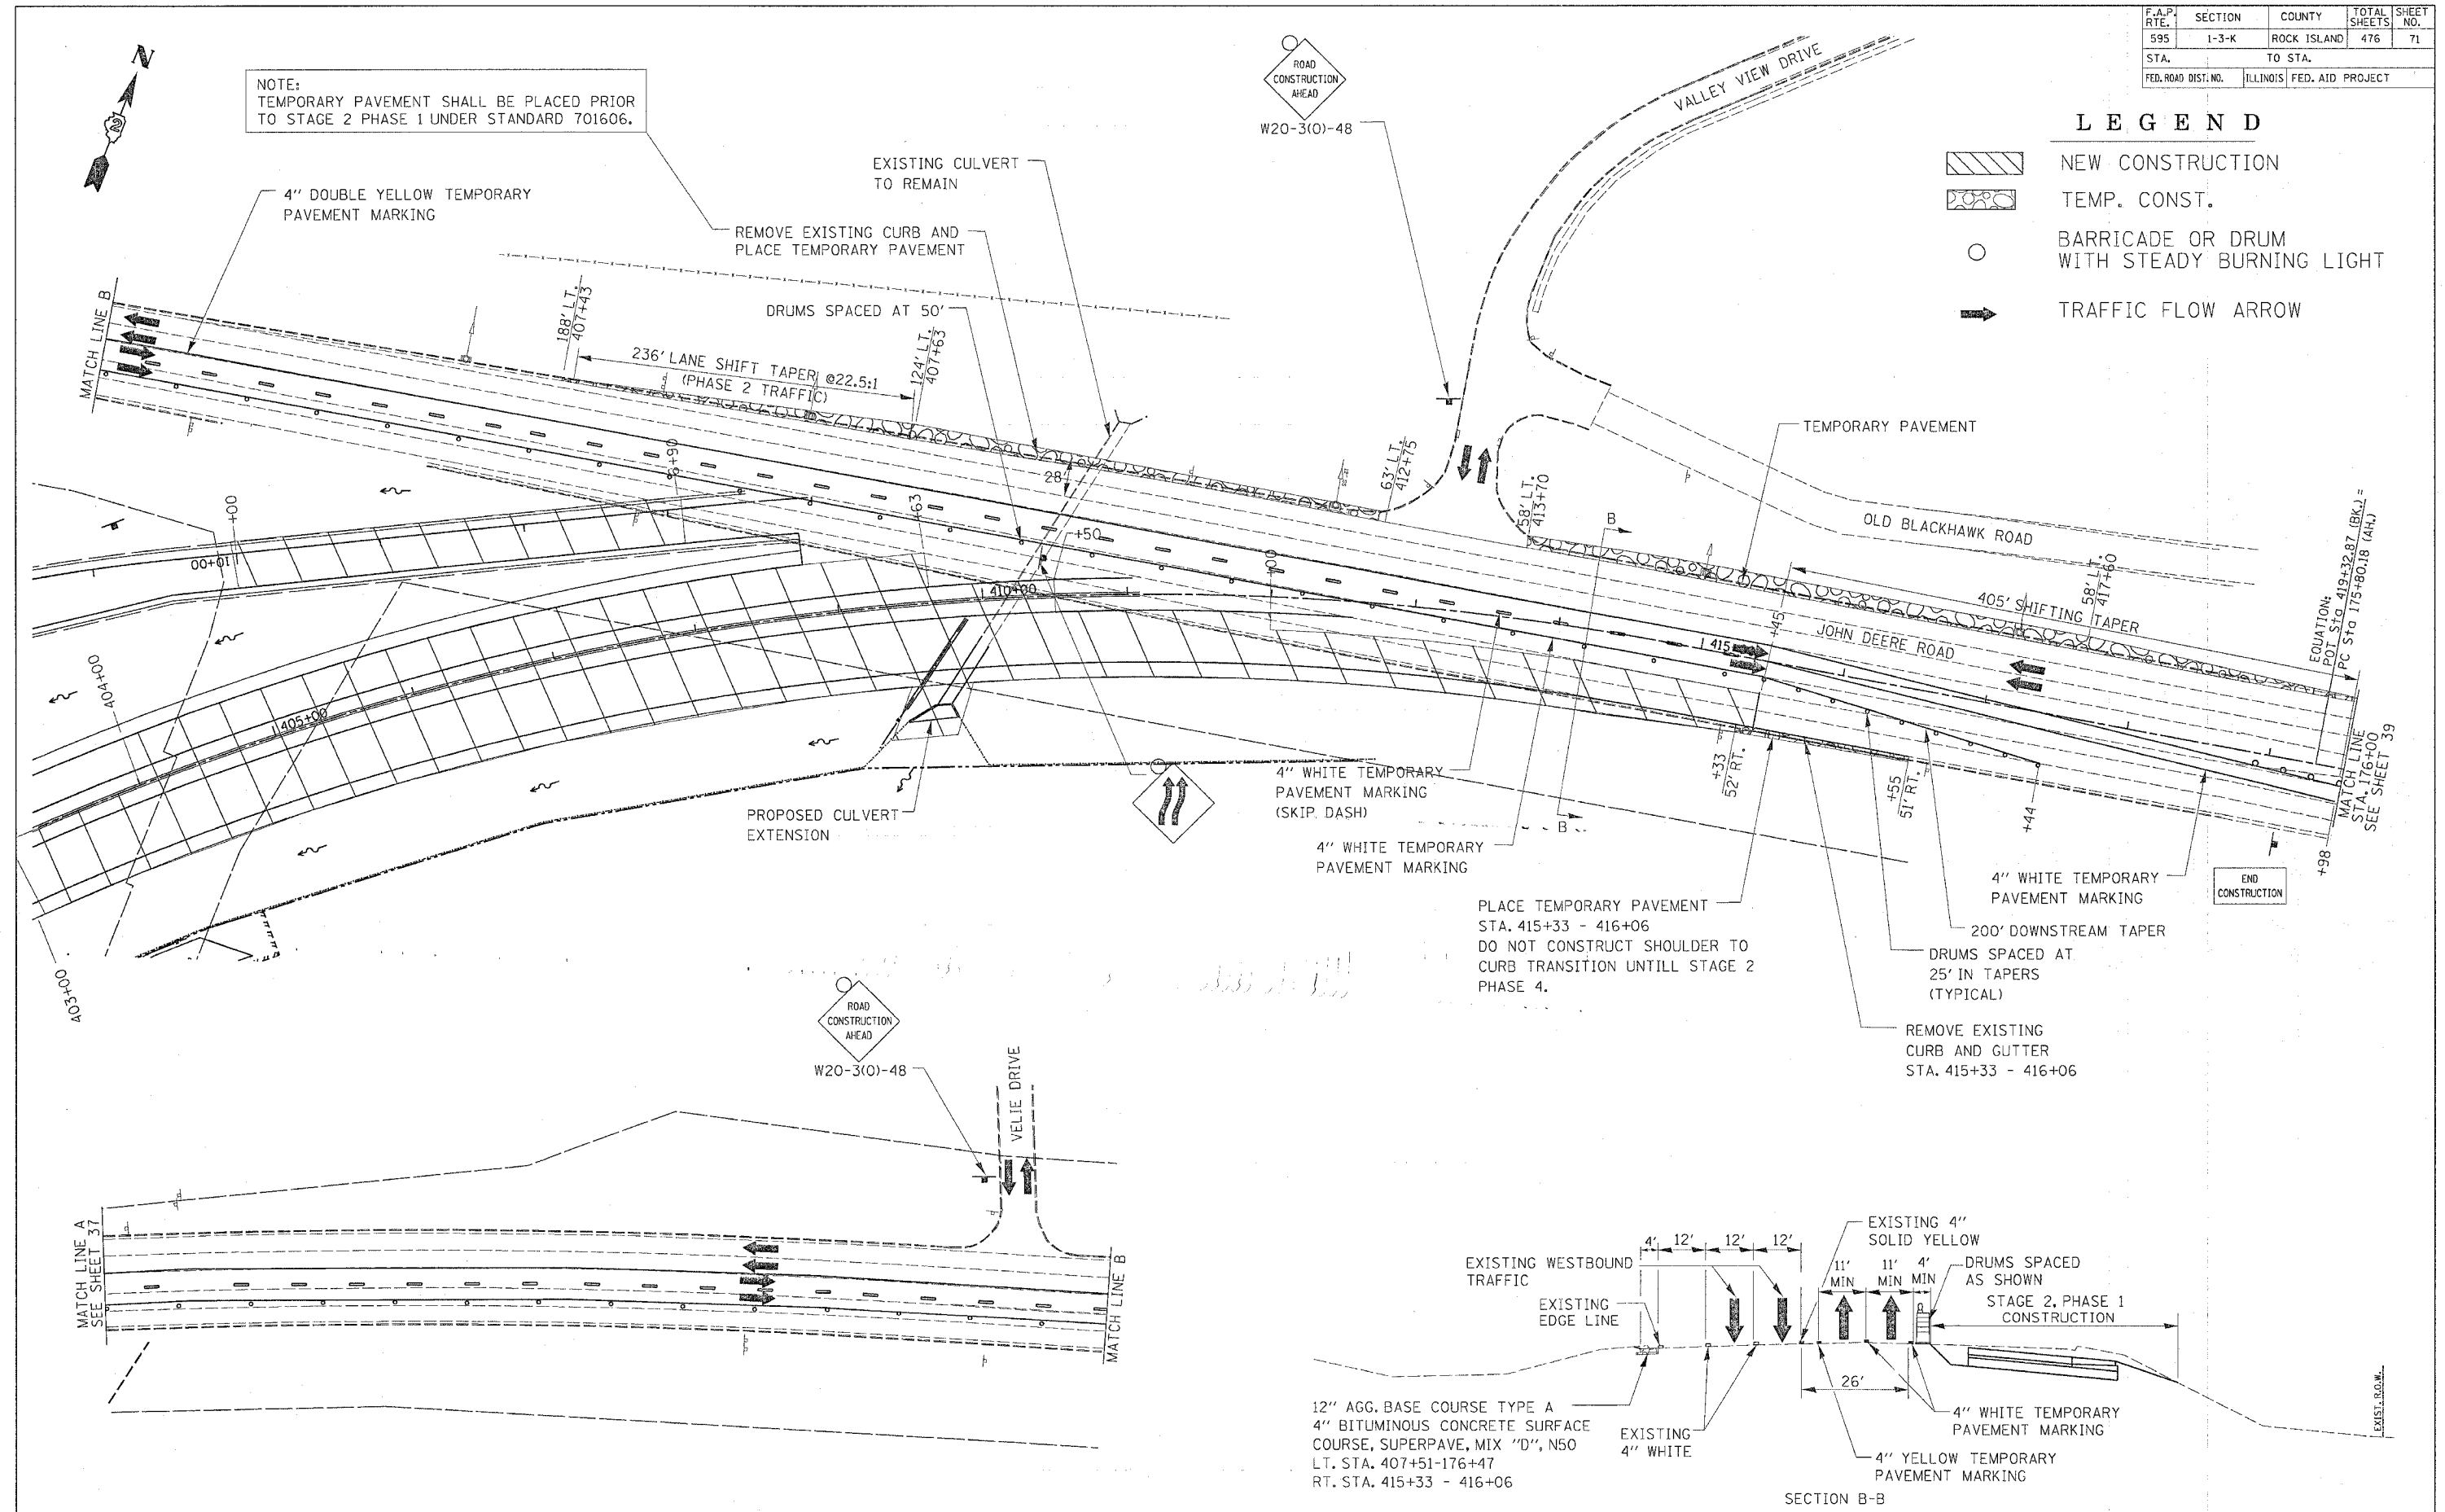 F.A.P. RTE. SECTION COUNTY TOTAL SHEETS SHEET NO.
595 1-3-K ROCK ISLAND 476 71
STA. TO STA.
FED. ROAD DIST. NO. ILLINOIS FED. AID PROJECT
N
2
NOTE:
TEMPORARY PAVEMENT SHALL BE PLACED PRIOR
TO STAGE 2 PHASE 1 UNDER STANDARD 701606.
ROAD
CONSTRUCTION
AHEAD
W20-3(O)-48
VALLEY VIEW DRIVE
LEGEND
NEW CONSTRUCTION
TEMP. CONST.
BARRICADE OR DRUM
WITH STEADY BURNING LIGHT
TRAFFIC FLOW ARROW
EXISTING CULVERT
TO REMAIN
4" DOUBLE YELLOW TEMPORARY
PAVEMENT MARKING
REMOVE EXISTING CURB AND
PLACE TEMPORARY PAVEMENT
DRUMS SPACED AT 50'
MATCH LINE B
188' LT.
407+43
236' LANE SHIFT TAPER @22.5:1
(PHASE 2 TRAFFIC)
124' LT.
407+63
28'
63' LT.
412+75
58' LT.
413+70
B
TEMPORARY PAVEMENT
OLD BLACKHAWK ROAD
405' SHIFTING TAPER
58' LT.
417+60
EQUATION:
POT Sta 419+32.87 (BK.) =
PC Sta 175+80.18 (AH.)
JOHN DEERE ROAD
+00
10+00
+63
+50
410+00
415
+45
404+00
405+00
403+00
PROPOSED CULVERT
EXTENSION
4" WHITE TEMPORARY
PAVEMENT MARKING
(SKIP DASH)
4" WHITE TEMPORARY
PAVEMENT MARKING
B
+33
52' RT.
+55
51' RT.
+44
+98
MATCH LINE
STA. 176+00
SEE SHEET 39
END
CONSTRUCTION
4" WHITE TEMPORARY
PAVEMENT MARKING
200' DOWNSTREAM TAPER
DRUMS SPACED AT
25' IN TAPERS
(TYPICAL)
PLACE TEMPORARY PAVEMENT
STA. 415+33 - 416+06
DO NOT CONSTRUCT SHOULDER TO
CURB TRANSITION UNTILL STAGE 2
PHASE 4.
REMOVE EXISTING
CURB AND GUTTER
STA. 415+33 - 416+06
ROAD
CONSTRUCTION
AHEAD
W20-3(O)-48
VELIE DRIVE
MATCH LINE A
SEE SHEET 37
MATCH LINE B
EXISTING 4"
SOLID YELLOW
4' 12' 12' 12'
EXISTING WESTBOUND
TRAFFIC
11'
MIN
11'
MIN
4'
MIN
DRUMS SPACED
AS SHOWN
STAGE 2, PHASE 1
CONSTRUCTION
EXISTING
EDGE LINE
26'
12" AGG. BASE COURSE TYPE A
4" BITUMINOUS CONCRETE SURFACE
COURSE, SUPERPAVE, MIX "D", N50
LT. STA. 407+51-176+47
RT. STA. 415+33 - 416+06
EXISTING
4" WHITE
4" WHITE TEMPORARY
PAVEMENT MARKING
4" YELLOW TEMPORARY
PAVEMENT MARKING
SECTION B-B
EXIST. R.O.W.